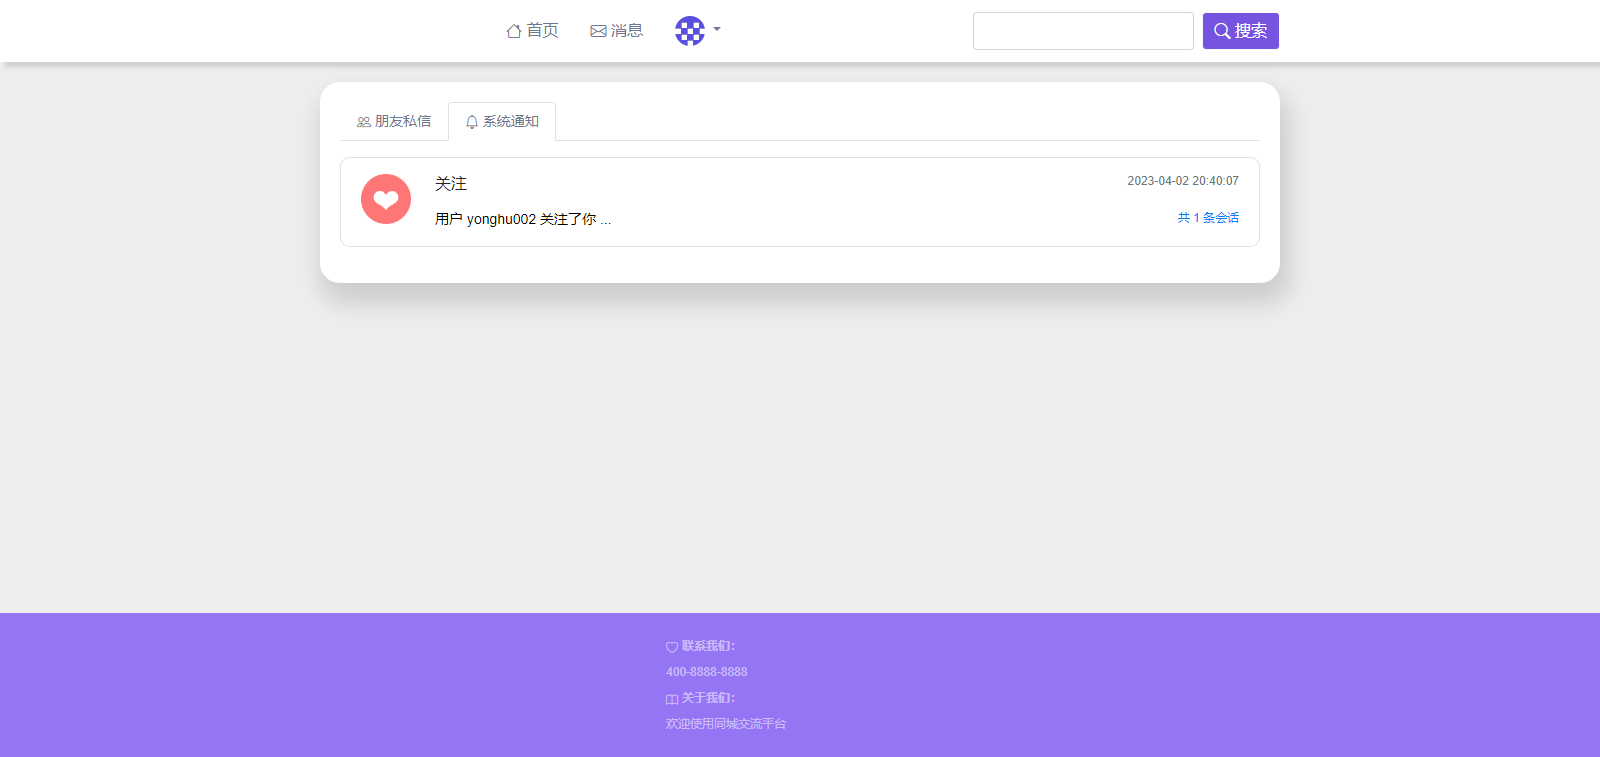 首页 消息 搜索
朋友私信 系统通知
关注 2023-04-02 20:40:07
用户 yonghu002 关注了你 ... 共 1 条会话
联系我们：
400-8888-8888
关于我们：
欢迎使用同城交流平台